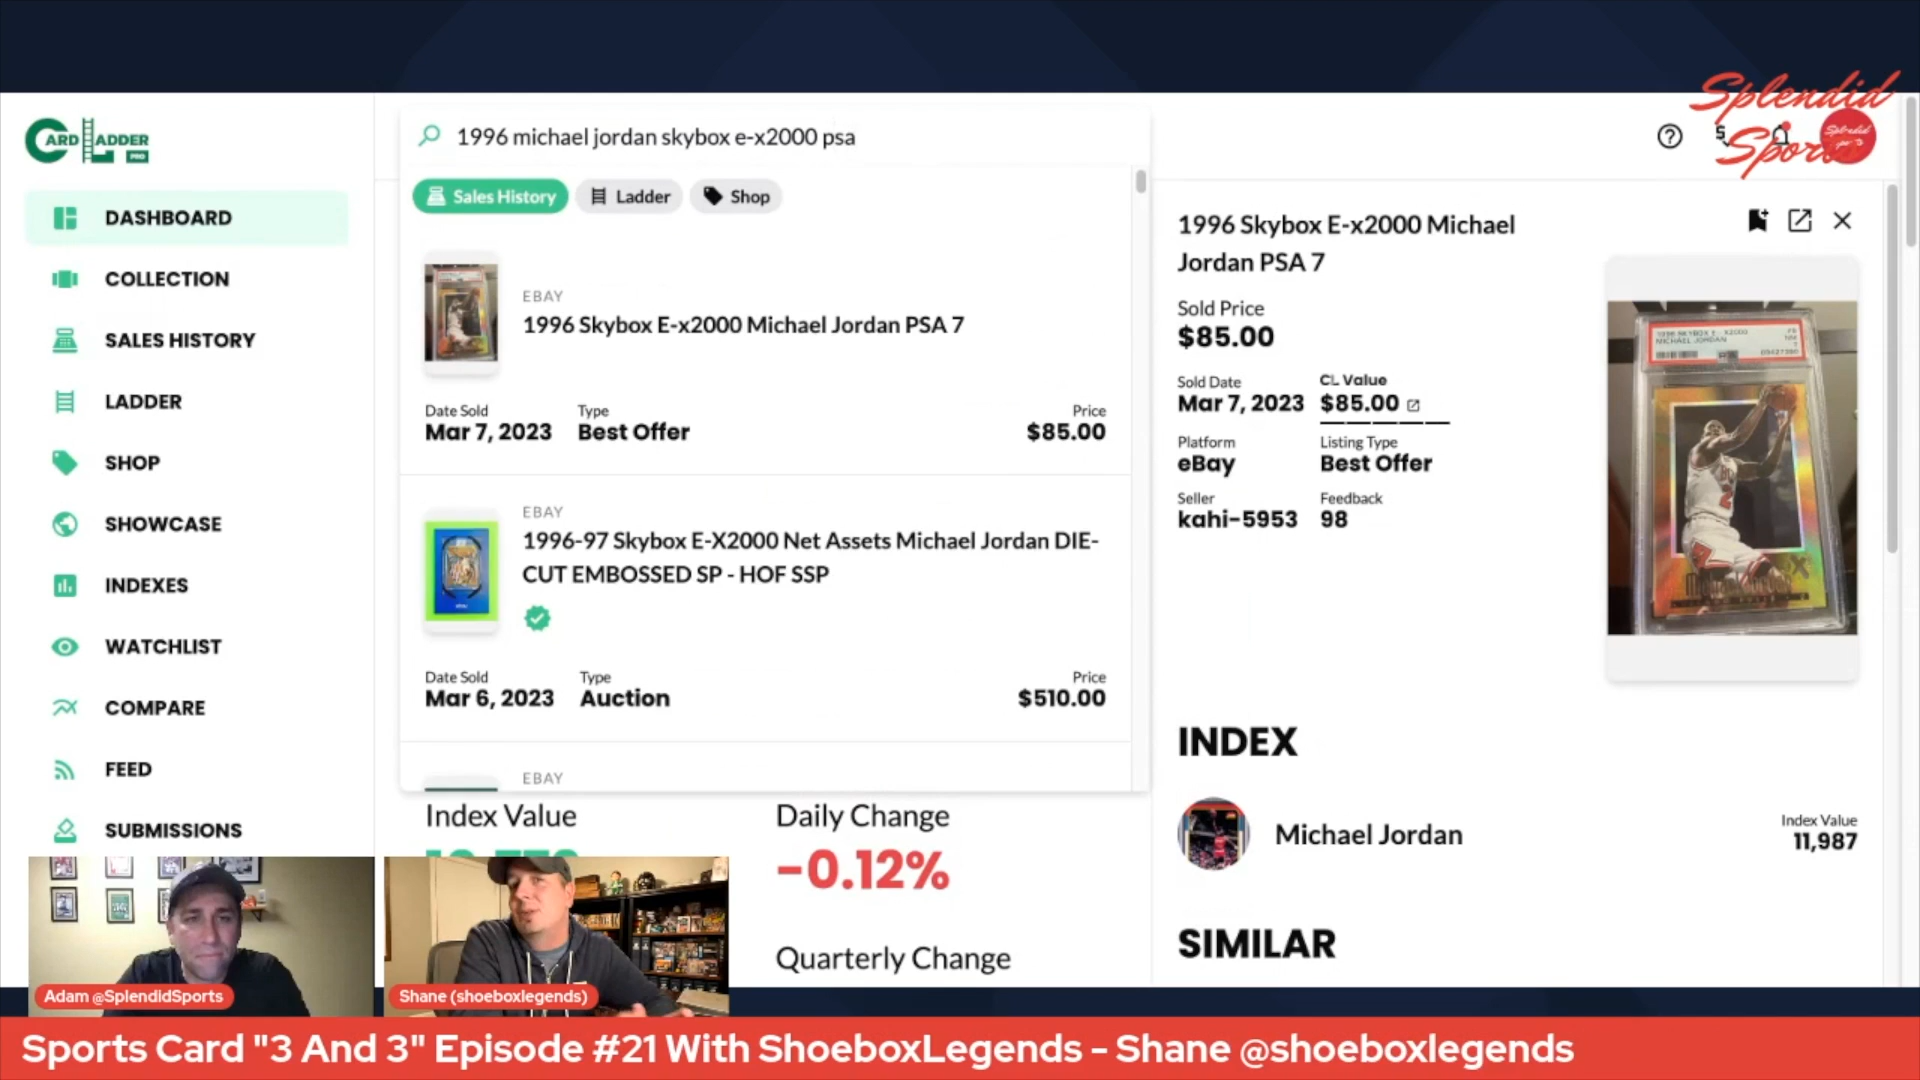 Splendid
Sports
CARD LADDER
PRO
1996 michael jordan skybox e-x2000 psa
Sales History
Ladder
Shop
DASHBOARD
COLLECTION
SALES HISTORY
LADDER
SHOP
SHOWCASE
INDEXES
WATCHLIST
COMPARE
FEED
SUBMISSIONS
EBAY
1996 Skybox E-x2000 Michael Jordan PSA 7
Date Sold
Mar 7, 2023
Type
Best Offer
Price
$85.00
EBAY
1996-97 Skybox E-X2000 Net Assets Michael Jordan DIE-
CUT EMBOSSED SP - HOF SSP
Date Sold
Mar 6, 2023
Type
Auction
Price
$510.00
EBAY
Index Value
Daily Change
-0.12%
Quarterly Change
1996 Skybox E-x2000 Michael
Jordan PSA 7
Sold Price
$85.00
Sold Date
Mar 7, 2023
CL Value
$85.00
Platform
eBay
Listing Type
Best Offer
Seller
kahi-5953
Feedback
98
1996 SKYBOX E-X2000
MICHAEL JORDAN
INDEX
Michael Jordan
Index Value
11,987
SIMILAR
Adam @SplendidSports
Shane (shoeboxlegends)
Sports Card "3 And 3" Episode #21 With ShoeboxLegends - Shane @shoeboxlegends